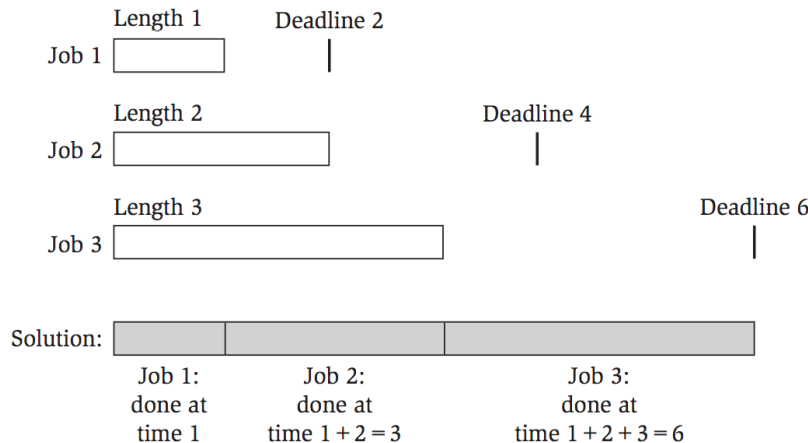 Length 1
Deadline 2
Job 1
Length 2
Deadline 4
Job 2
Length 3
Deadline 6
Job 3
Solution:
Job 1:
done at
time 1
Job 2:
done at
time 1 + 2 = 3
Job 3:
done at
time 1 + 2 + 3 = 6